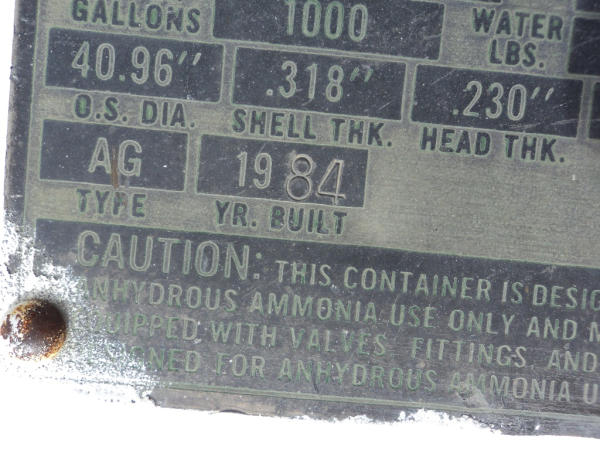 GALLONS 1000 WATER LBS.
40.96" .318" .230"
O.S. DIA. SHELL THK. HEAD THK.
AG 1984
TYPE YR. BUILT
CAUTION: THIS CONTAINER IS DESIG
ANHYDROUS AMMONIA USE ONLY AND M
EQUIPPED WITH VALVES, FITTINGS, AND
FOR ANHYDROUS AMMONIA U